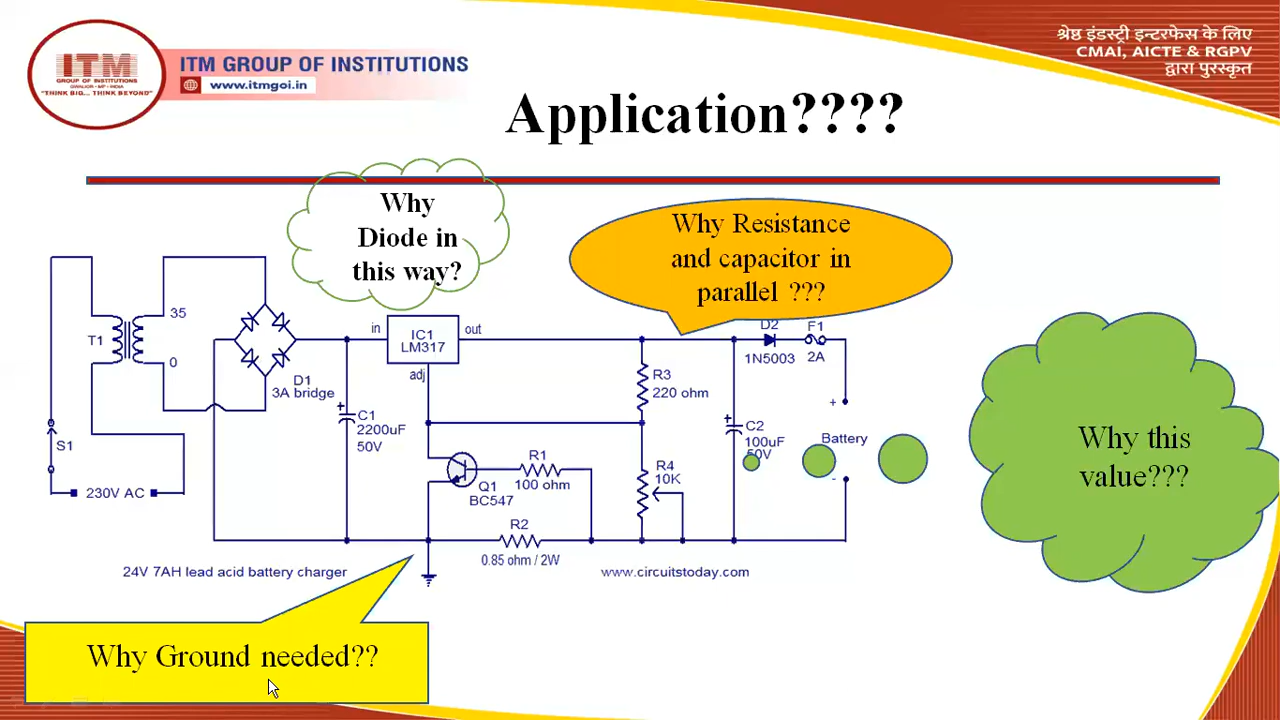 ITM
GROUP OF INSTITUTIONS
GWALIOR • MP • INDIA
"THINK BIG... THINK BEYOND"
ITM GROUP OF INSTITUTIONS
www.itmgoi.in
श्रेष्ठ इंडस्ट्री इन्टरफेस के लिए
CMAI, AICTE & RGPV
द्वारा पुरस्कृत
Application????
Why
Diode in
this way?
Why Resistance
and capacitor in
parallel ???
35
T1
0
D1
3A bridge
in
IC1
LM317
out
adj
D2
1N5003
F1
2A
R3
220 ohm
+
C1
2200uF
50V
+
C2
100uF
50V
+
Battery
-
S1
230V AC
Q1
BC547
R1
100 ohm
R4
10K
R2
0.85 ohm / 2W
24V 7AH lead acid battery charger
www.circuitstoday.com
Why this
value???
Why Ground needed??